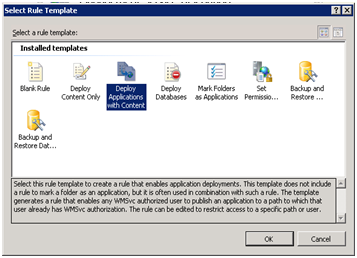 Select Rule Template
Select a rule template:
Installed templates
Blank Rule
Deploy
Content Only
Deploy
Applications
with Content
Deploy
Databases
Mark Folders
as Applications
Set
Permissio...
Backup and
Restore ...
Backup and
Restore Dat...
Select this rule template to create a rule that enables application deployments. This template does not include
a rule to mark a folder as an application, but it is often used in combination with such a rule. The template
generates a rule that enables any WMSvc authorized user to publish an application to a path to which that
user already has WMSvc authorization. The rule can be edited to restrict access to a specific path or user.
OK
Cancel